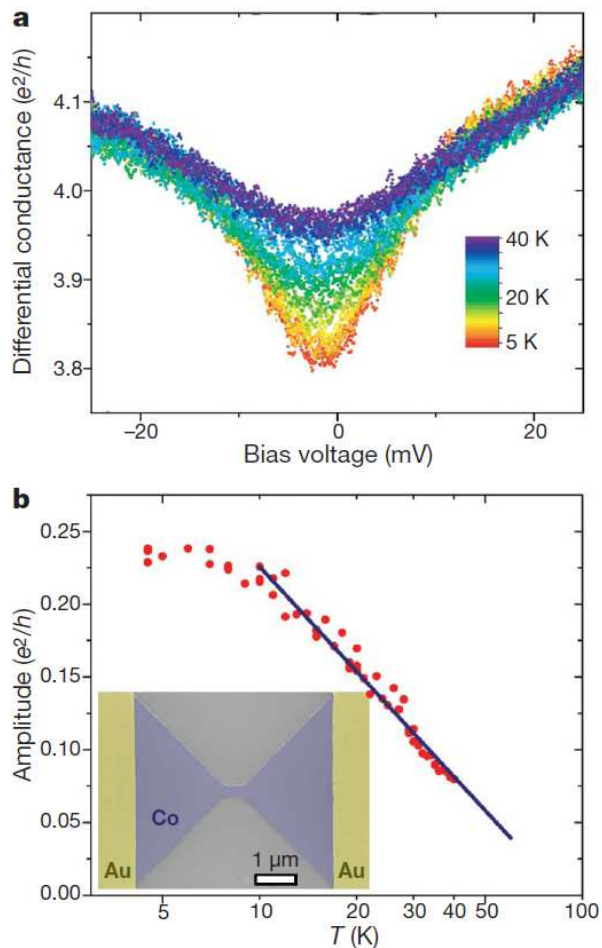 a
Differential conductance (e²/h)
4.1
4.0
3.9
3.8
40 K
20 K
5 K
−20
0
20
Bias voltage (mV)
b
Amplitude (e²/h)
0.25
0.20
0.15
0.10
0.05
0.00
Co
Au
1 µm
Au
5
10
20
30
40
50
100
T (K)